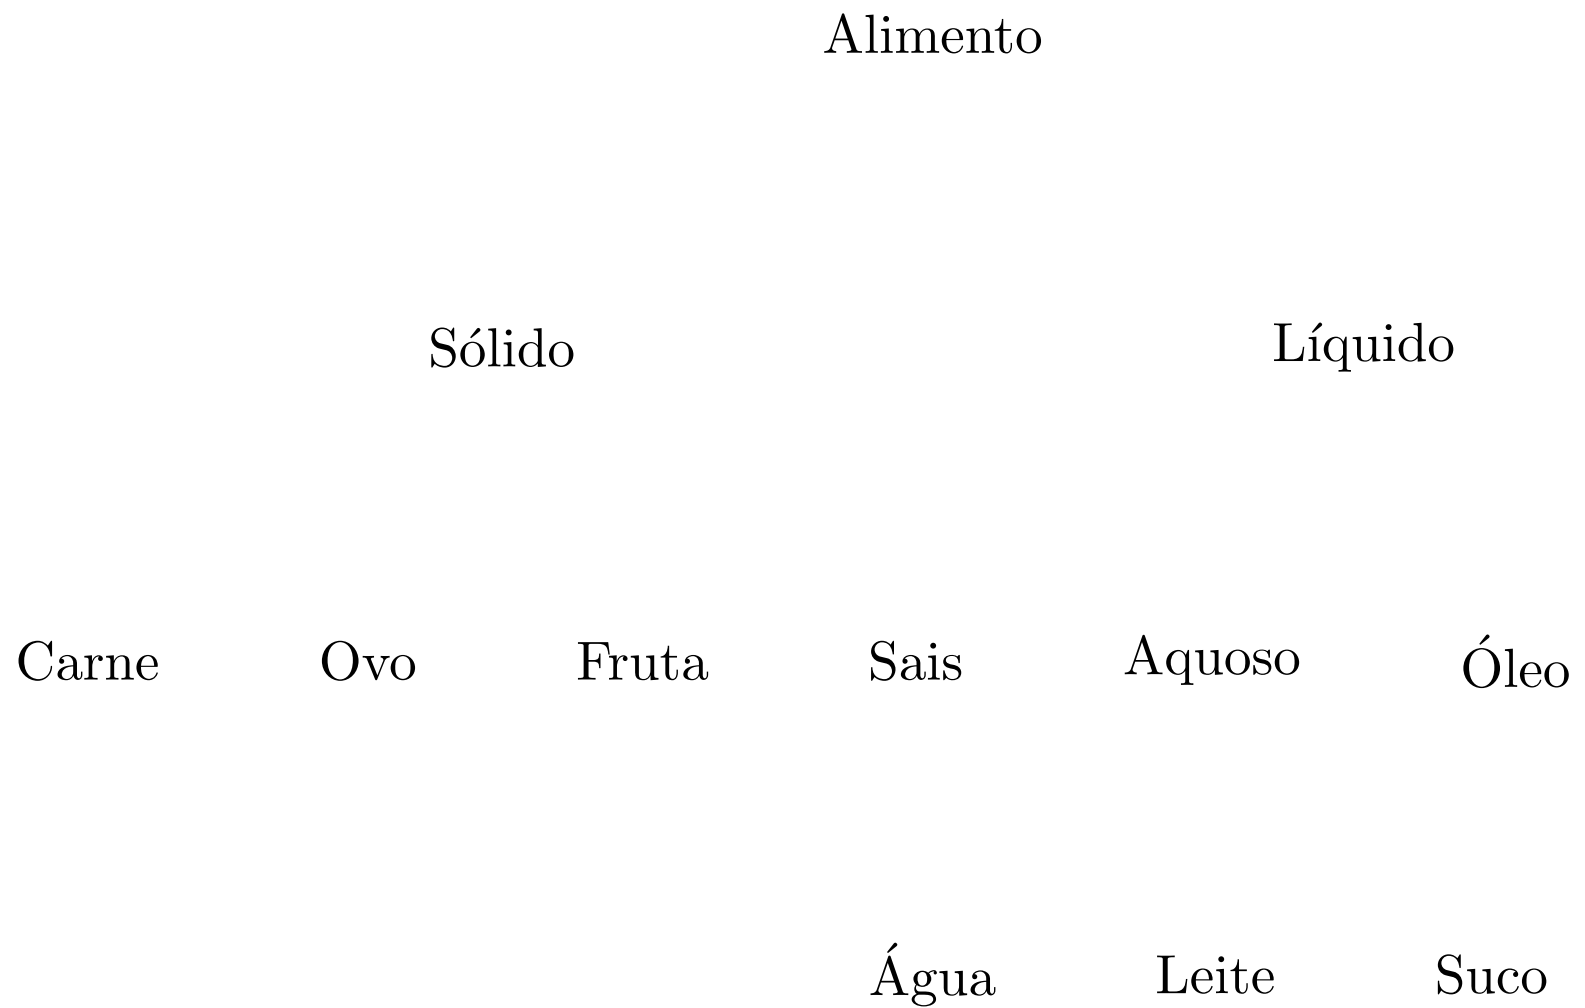 Alimento
Sólido Líquido
Carne Ovo Fruta Sais Aquoso Óleo
Água Leite Suco